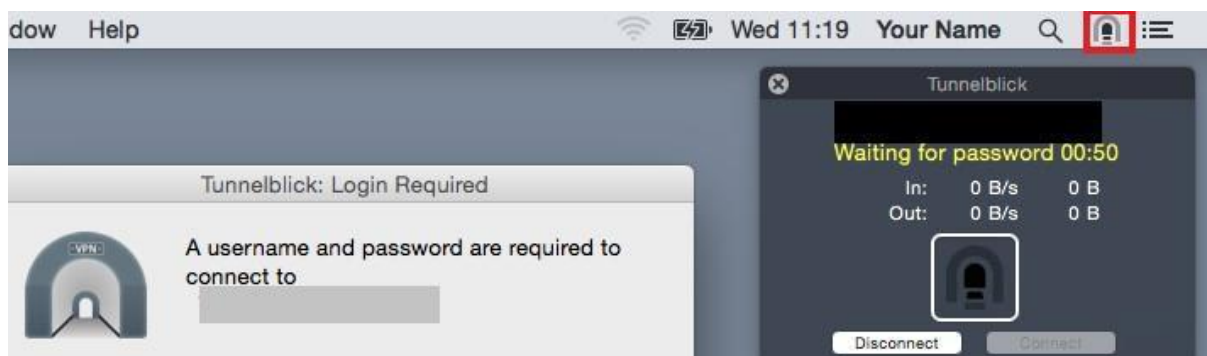 dow Help Wed 11:19 Your Name
Tunnelblick
Waiting for password 00:50
In: 0 B/s 0 B
Out: 0 B/s 0 B
Disconnect Connect
Tunnelblick: Login Required
VPN
A username and password are required to
connect to